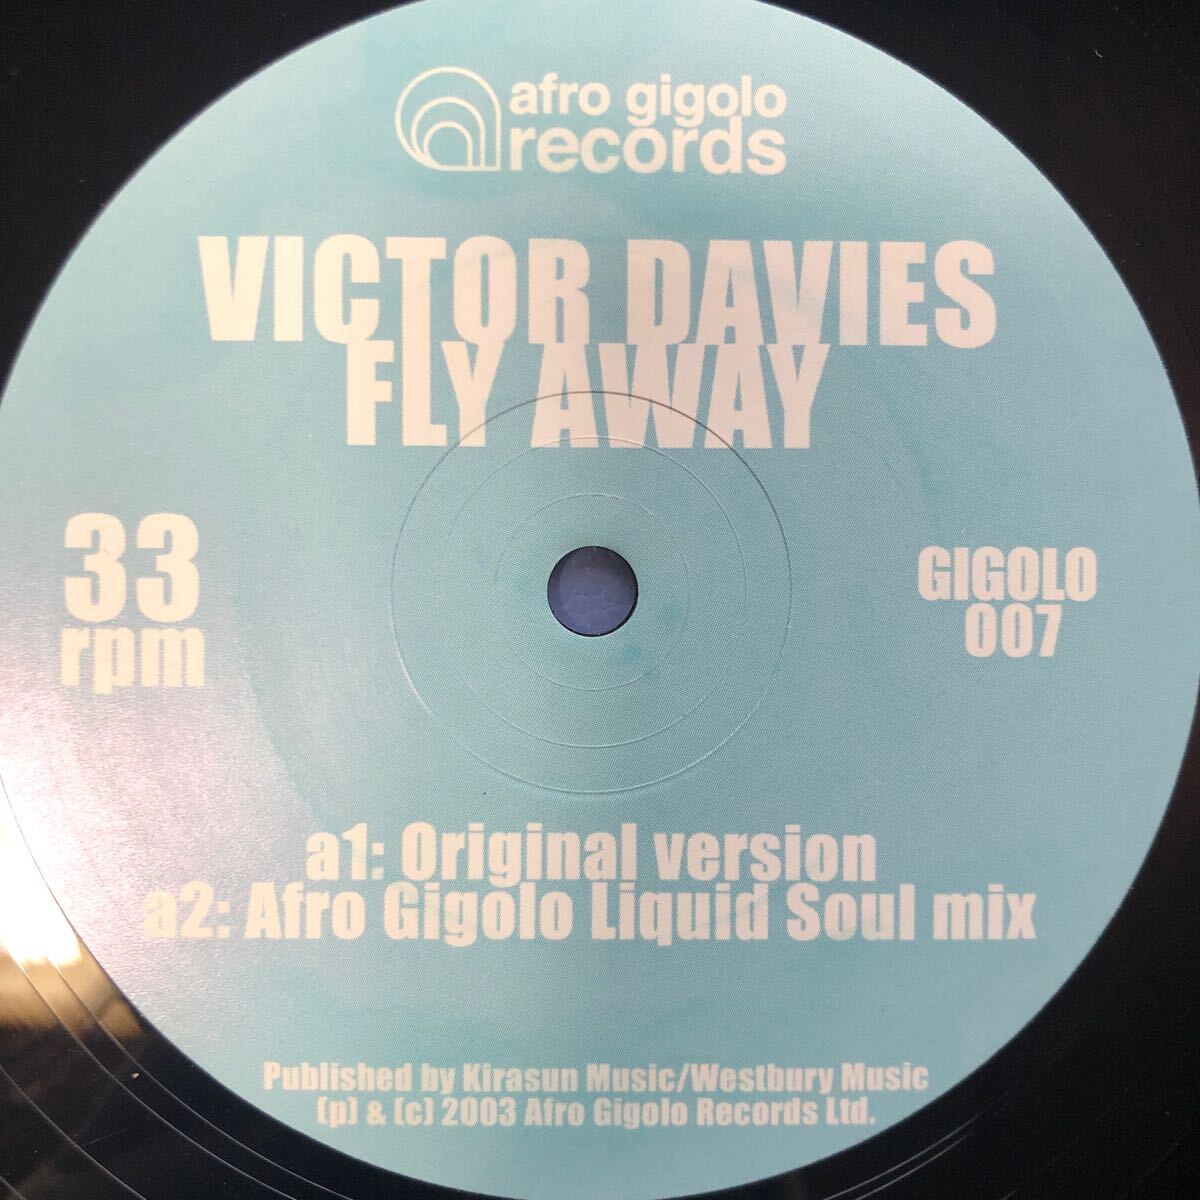 afro gigolo
records
VICTOR DAVIES
FLY AWAY
33
rpm
GIGOLO
007
a1: Original version
a2: Afro Gigolo Liquid Soul mix
Published by Kirasun Music/Westbury Music
(p) & (c) 2003 Afro Gigolo Records Ltd.